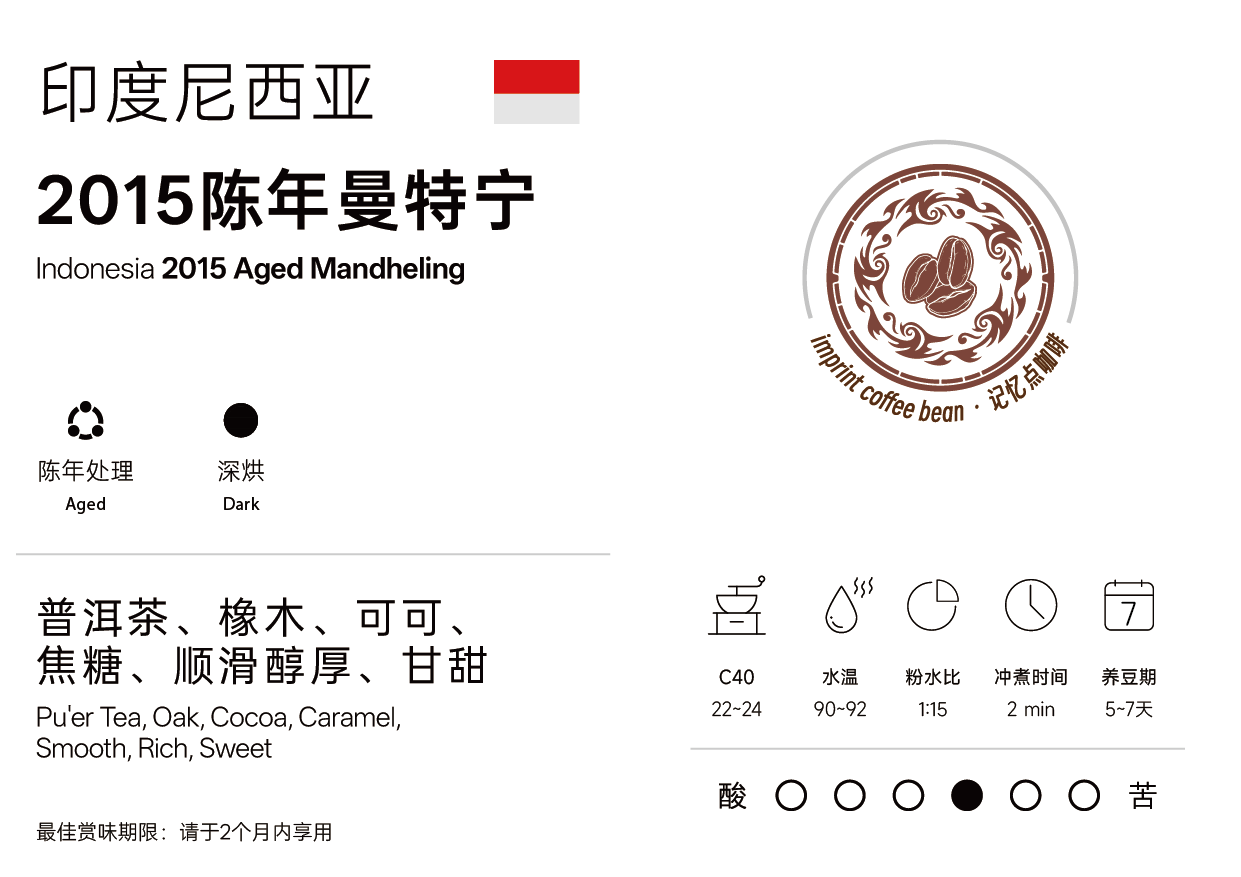 印度尼西亚
2015陈年曼特宁
Indonesia 2015 Aged Mandheling
陈年处理 深烘
Aged Dark
普洱茶、橡木、可可、
焦糖、顺滑醇厚、甘甜
Pu'er Tea, Oak, Cocoa, Caramel,
Smooth, Rich, Sweet
最佳赏味期限：请于2个月内享用
imprint coffee bean · 记忆点咖啡
7
C40 水温 粉水比 冲煮时间 养豆期
22~24 90~92 1:15 2 min 5~7天
酸 苦